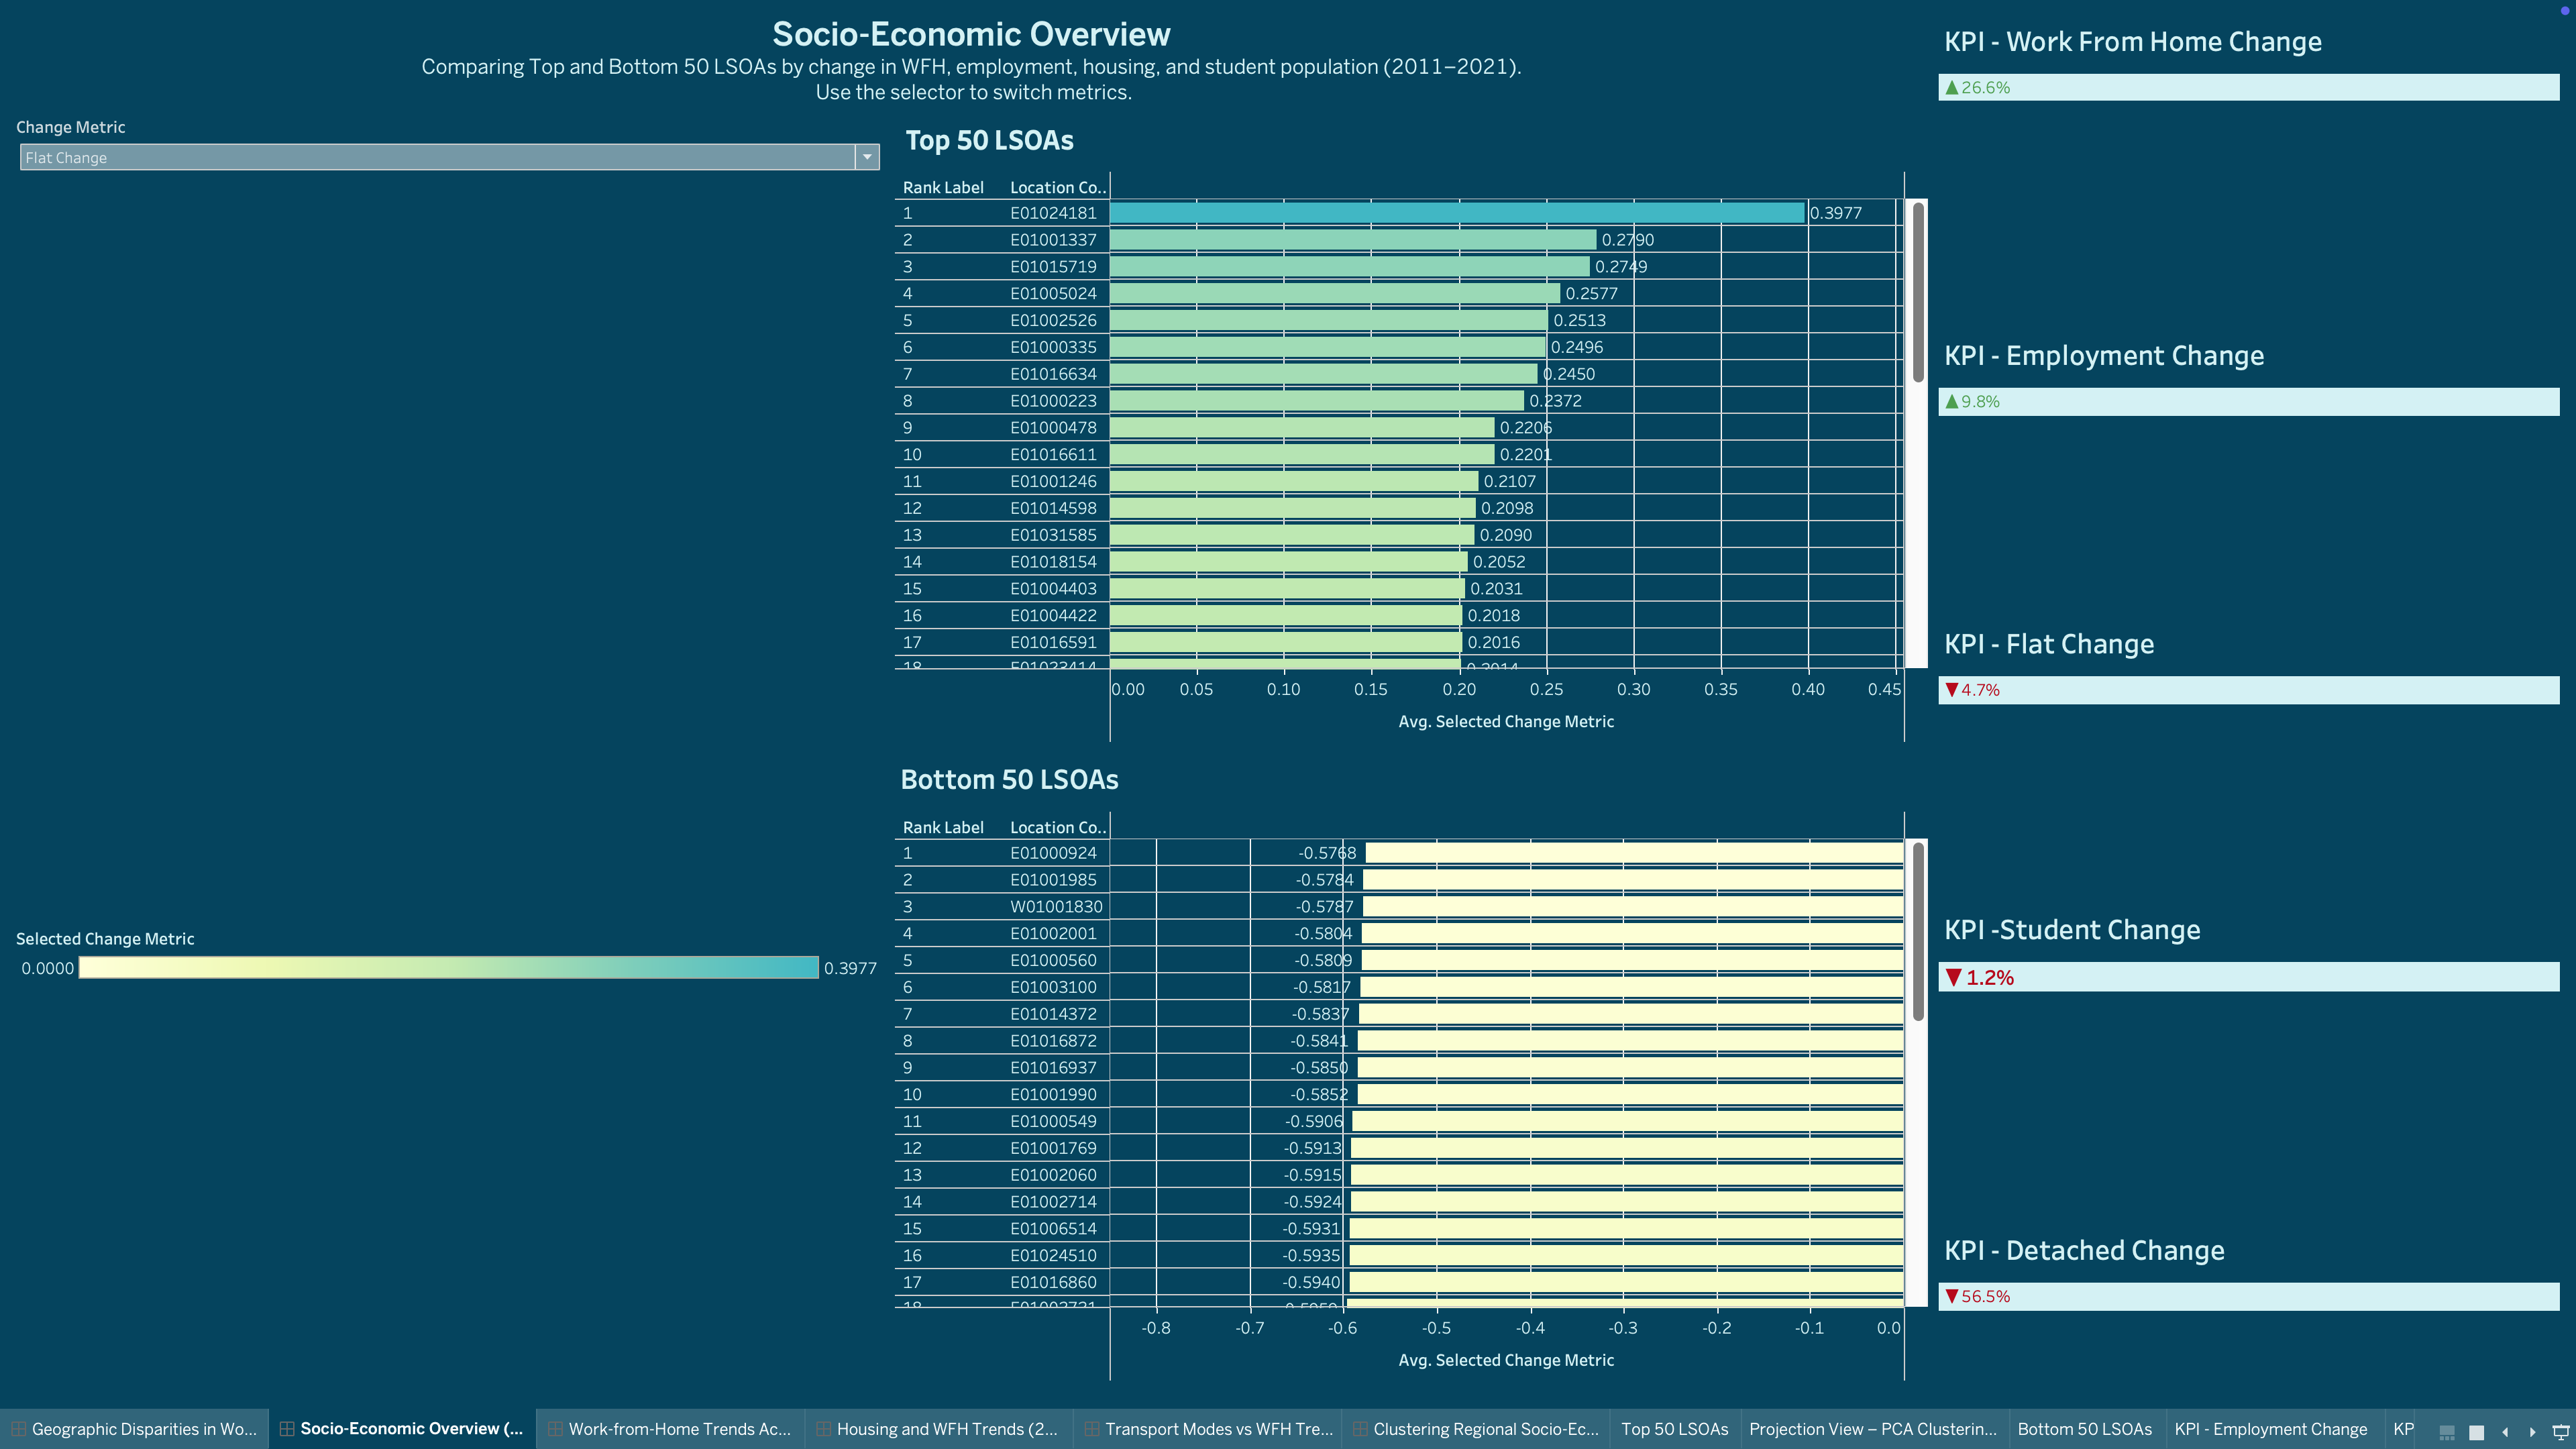 Socio-Economic Overview
Comparing Top and Bottom 50 LSOAs by change in WFH, employment, housing, and student population (2011–2021).
Use the selector to switch metrics.
Change Metric
Flat Change
Top 50 LSOAs
Rank Label Location Co..
1 E01024181 0.3977
2 E01001337 0.2790
3 E01015719 0.2749
4 E01005024 0.2577
5 E01002526 0.2513
6 E01000335 0.2496
7 E01016634 0.2450
8 E01000223 0.2372
9 E01000478 0.2206
10 E01016611 0.2201
11 E01001246 0.2107
12 E01014598 0.2098
13 E01031585 0.2090
14 E01018154 0.2052
15 E01004403 0.2031
16 E01004422 0.2018
17 E01016591 0.2016
18 E01023414 0.2014
0.00 0.05 0.10 0.15 0.20 0.25 0.30 0.35 0.40 0.45
Avg. Selected Change Metric
Bottom 50 LSOAs
Rank Label Location Co..
1 E01000924 -0.5768
2 E01001985 -0.5784
3 W01001830 -0.5787
4 E01002001 -0.5804
5 E01000560 -0.5809
6 E01003100 -0.5817
7 E01014372 -0.5837
8 E01016872 -0.5841
9 E01016937 -0.5850
10 E01001990 -0.5852
11 E01000549 -0.5906
12 E01001769 -0.5913
13 E01002060 -0.5915
14 E01002714 -0.5924
15 E01006514 -0.5931
16 E01024510 -0.5935
17 E01016860 -0.5940
18
-0.8 -0.7 -0.6 -0.5 -0.4 -0.3 -0.2 -0.1 0.0
Avg. Selected Change Metric
Selected Change Metric
0.0000 0.3977
KPI - Work From Home Change
▲26.6%
KPI - Employment Change
▲9.8%
KPI - Flat Change
▼4.7%
KPI -Student Change
▼ 1.2%
KPI - Detached Change
▼56.5%
Geographic Disparities in Wo... Socio-Economic Overview (... Work-from-Home Trends Ac... Housing and WFH Trends (2... Transport Modes vs WFH Tre... Clustering Regional Socio-Ec... Top 50 LSOAs Projection View – PCA Clusterin... Bottom 50 LSOAs KPI - Employment Change KP